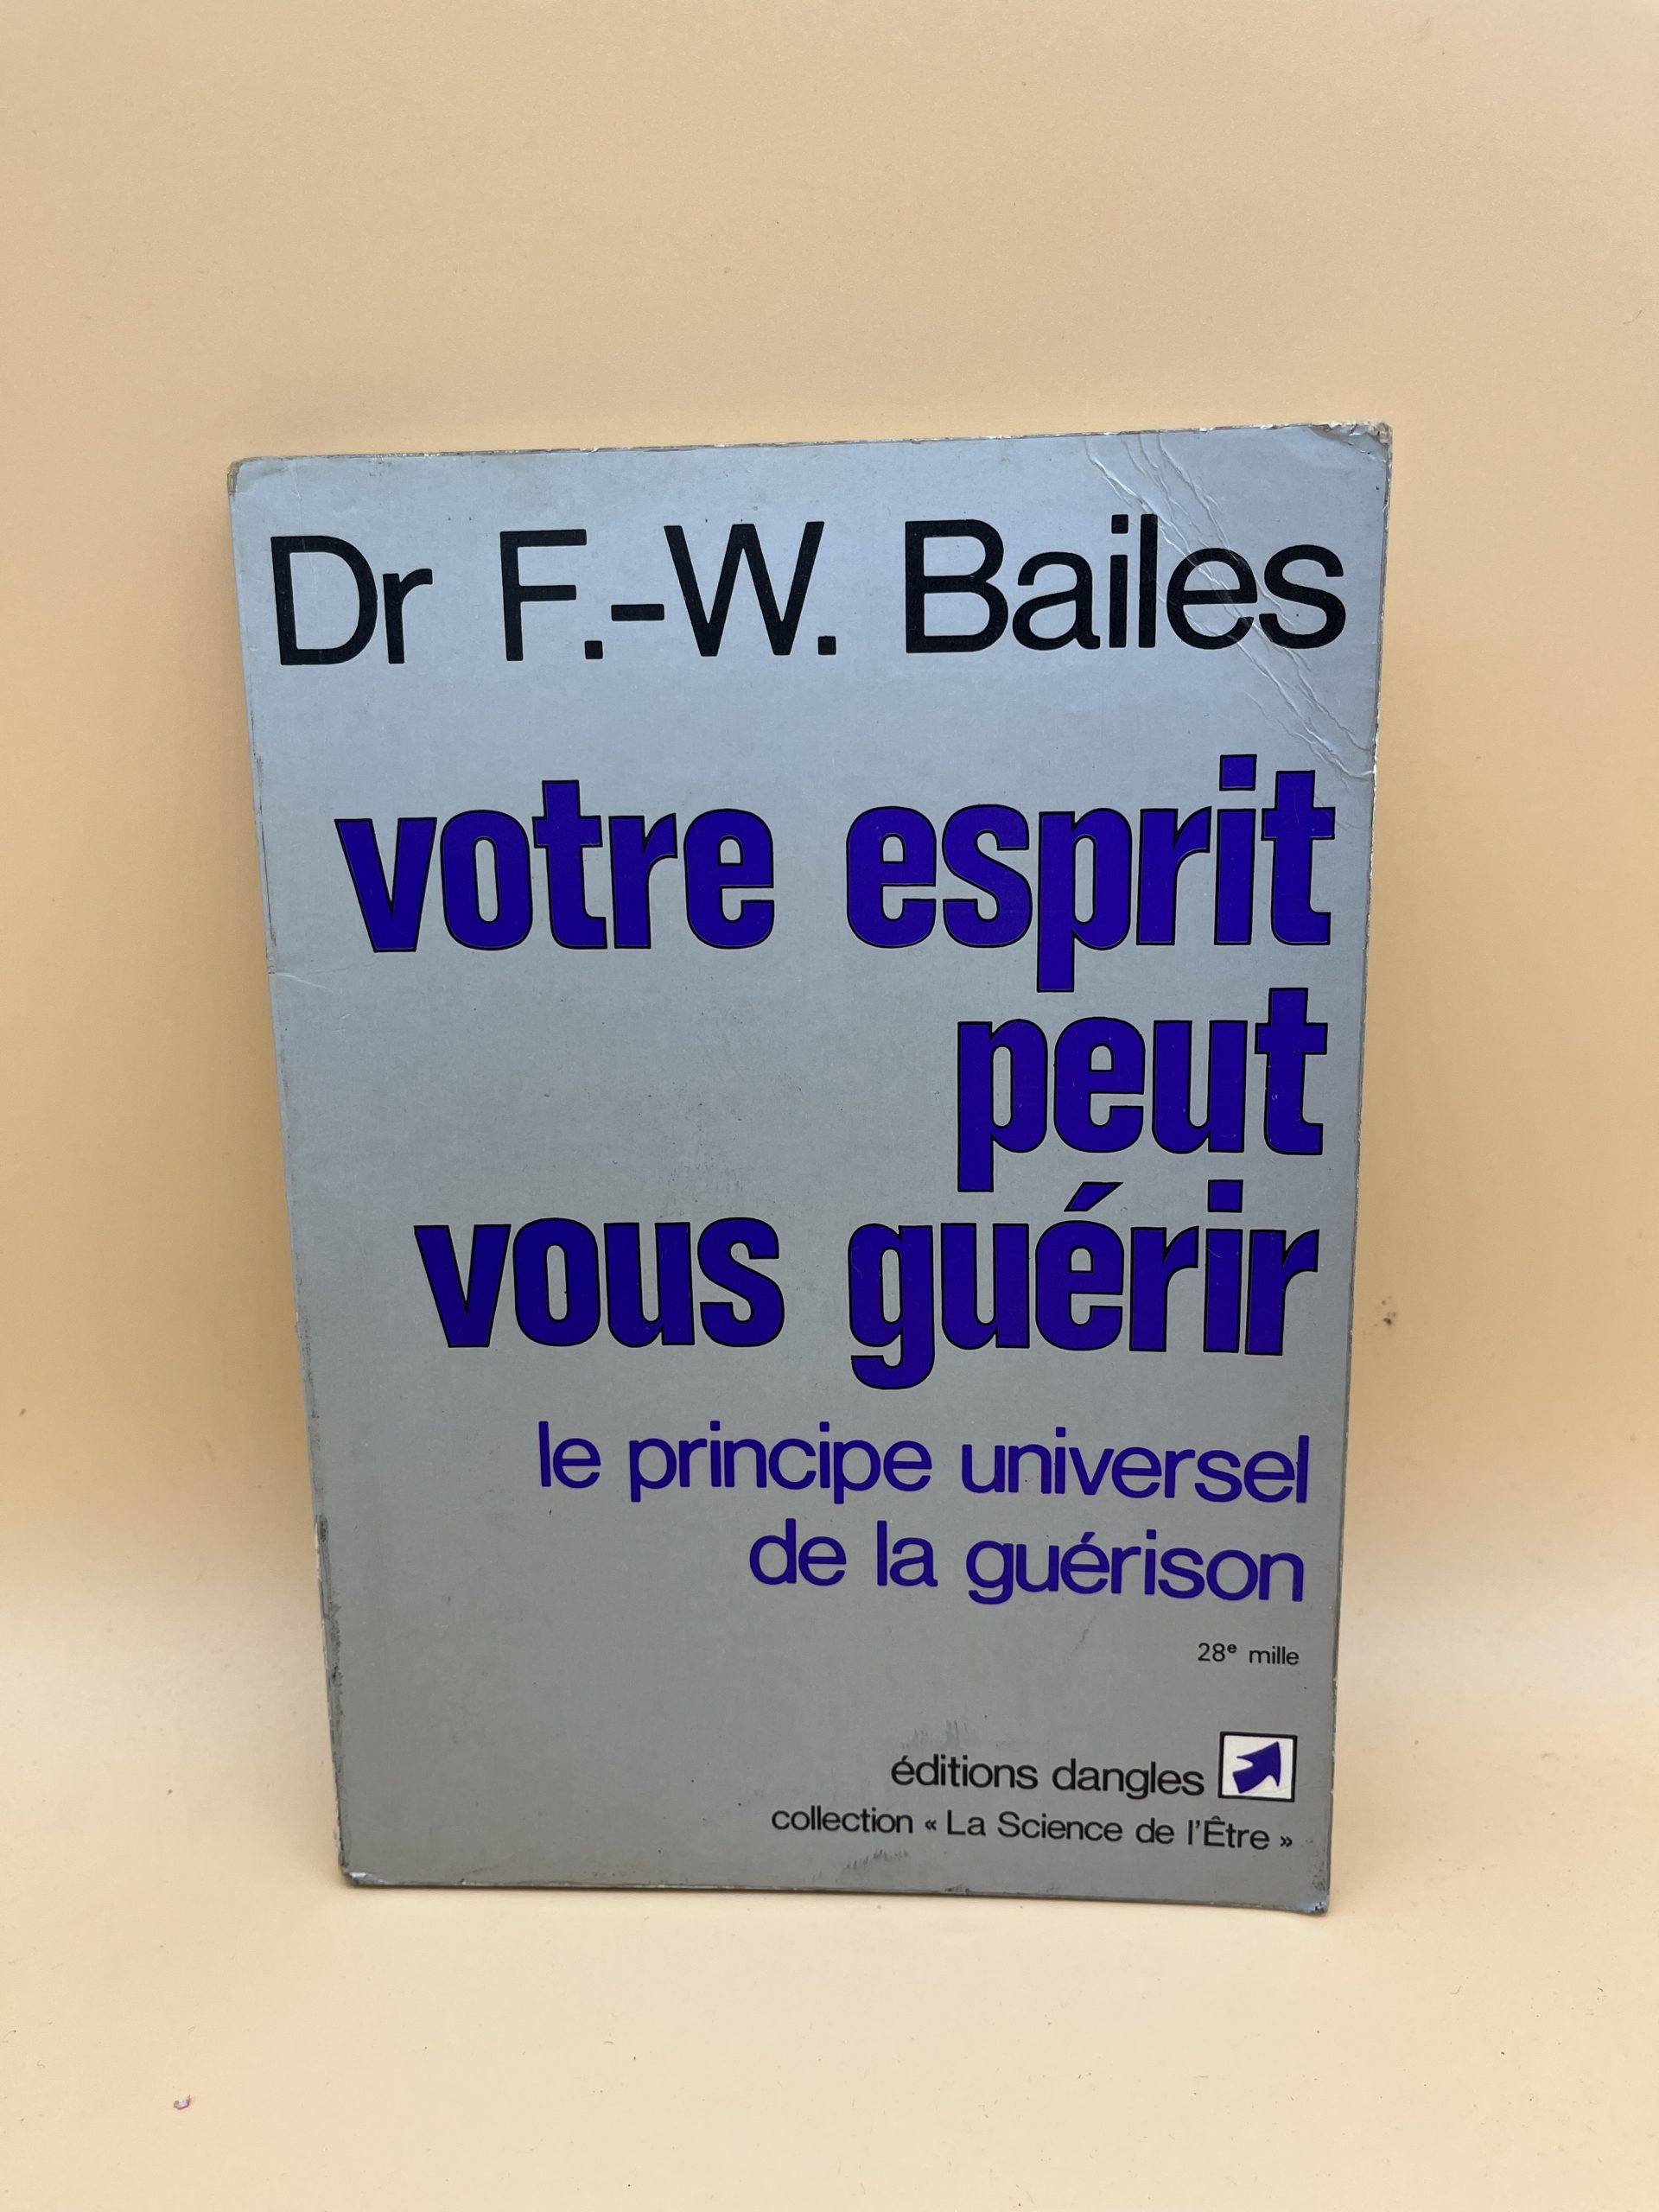 Dr F.-W. Bailes
votre esprit
peut
vous guérir
le principe universel
de la guérison
28e mille
éditions dangles
collection « La Science de l'Être »